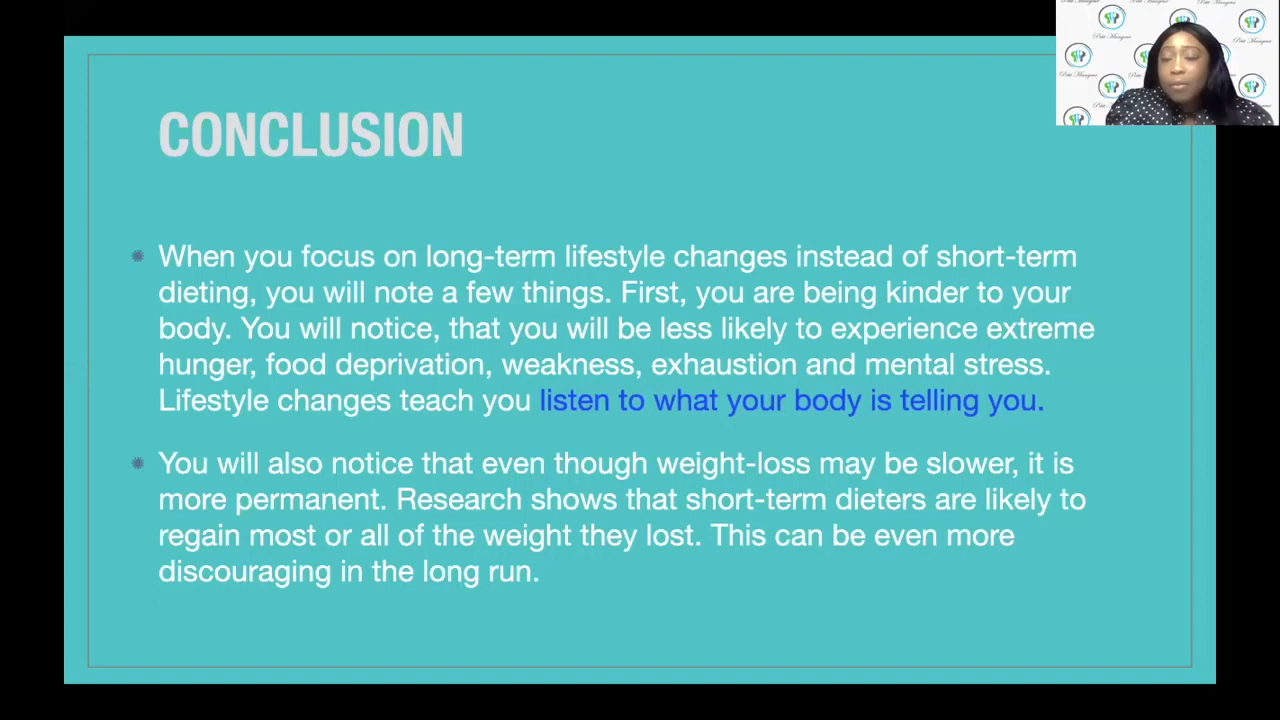 CONCLUSION
When you focus on long-term lifestyle changes instead of short-term
dieting, you will note a few things. First, you are being kinder to your
body. You will notice, that you will be less likely to experience extreme
hunger, food deprivation, weakness, exhaustion and mental stress.
Lifestyle changes teach you listen to what your body is telling you.
You will also notice that even though weight-loss may be slower, it is
more permanent. Research shows that short-term dieters are likely to
regain most or all of the weight they lost. This can be even more
discouraging in the long run.